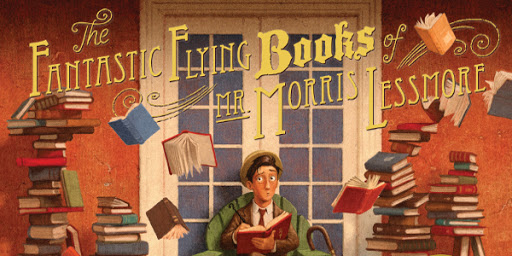 The
Fantastic Flying Books of
Mr. Morris Lessmore